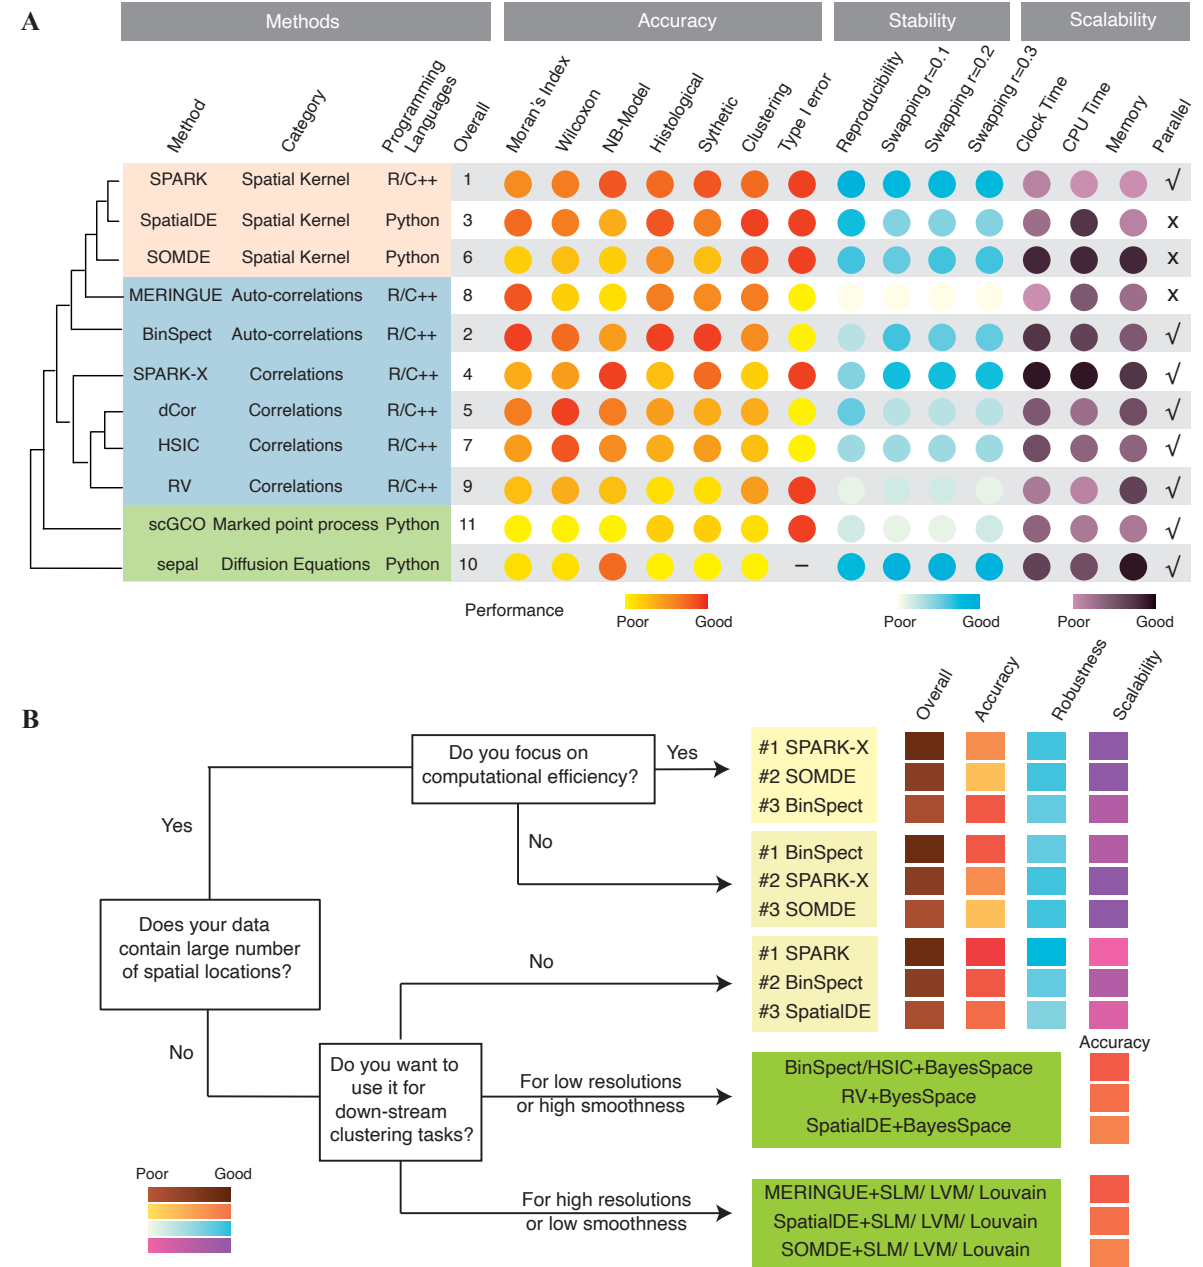 A
Methods Accuracy Stability Scalability
Method Category Programming Languages Overall Moran's Index Wilcoxon NB-Model Histological Sythetic Clustering Type I error Reproducibility Swapping r=0.1 Swapping r=0.2 Swapping r=0.3 Clock Time CPU Time Memory Parallel
SPARK Spatial Kernel R/C++ 1 √
SpatialDE Spatial Kernel Python 3 x
SOMDE Spatial Kernel Python 6 x
MERINGUE Auto-correlations R/C++ 8 x
BinSpect Auto-correlations R/C++ 2 √
SPARK-X Correlations R/C++ 4 √
dCor Correlations R/C++ 5 √
HSIC Correlations R/C++ 7 √
RV Correlations R/C++ 9 √
scGCO Marked point process Python 11 √
sepal Diffusion Equations Python 10 – √
Performance
Poor Good
Poor Good
Poor Good
B
Overall Accuracy Robustness Scalability
Do you focus on
computational efficiency?
Yes
#1 SPARK-X
#2 SOMDE
#3 BinSpect
Yes
No
#1 BinSpect
#2 SPARK-X
#3 SOMDE
Does your data
contain large number
of spatial locations?
No
#1 SPARK
#2 BinSpect
#3 SpatialDE
No
Do you want to
use it for
down-stream
clustering tasks?
Accuracy
For low resolutions
or high smoothness
BinSpect/HSIC+BayesSpace
RV+ByesSpace
SpatialDE+BayesSpace
Poor Good
For high resolutions
or low smoothness
MERINGUE+SLM/ LVM/ Louvain
SpatialDE+SLM/ LVM/ Louvain
SOMDE+SLM/ LVM/ Louvain